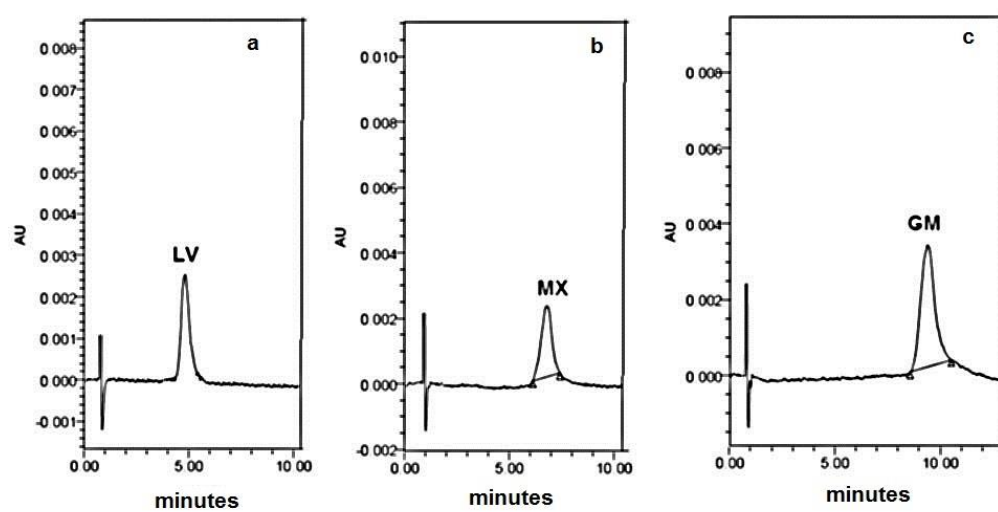 a
0 008
0 007
0 006
0 005
0 004
0 003
0 002
0 001
0 000
-0 001
AU
LV
0 00
5 00
10 00
minutes
b
0 010
0 008
0 006
0 004
0 002
0 000
-0 002
AU
MX
0 00
5 00
10 00
minutes
c
0 008
0 006
0 004
0 002
0 000
AU
GM
0 00
5 00
10 00
minutes